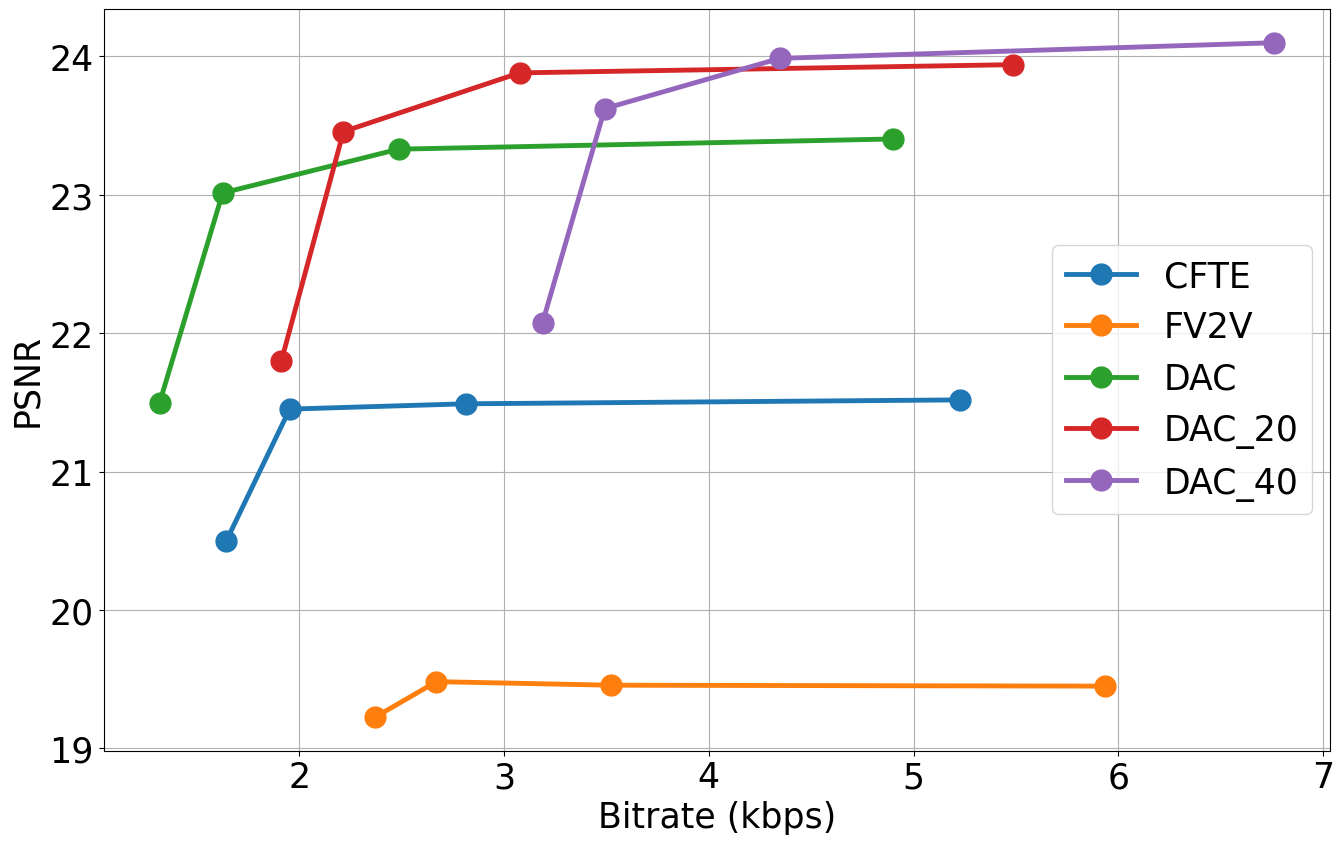 24
23
22
21
20
19
PSNR
2 3 4 5 6 7
Bitrate (kbps)
CFTE
FV2V
DAC
DAC_20
DAC_40